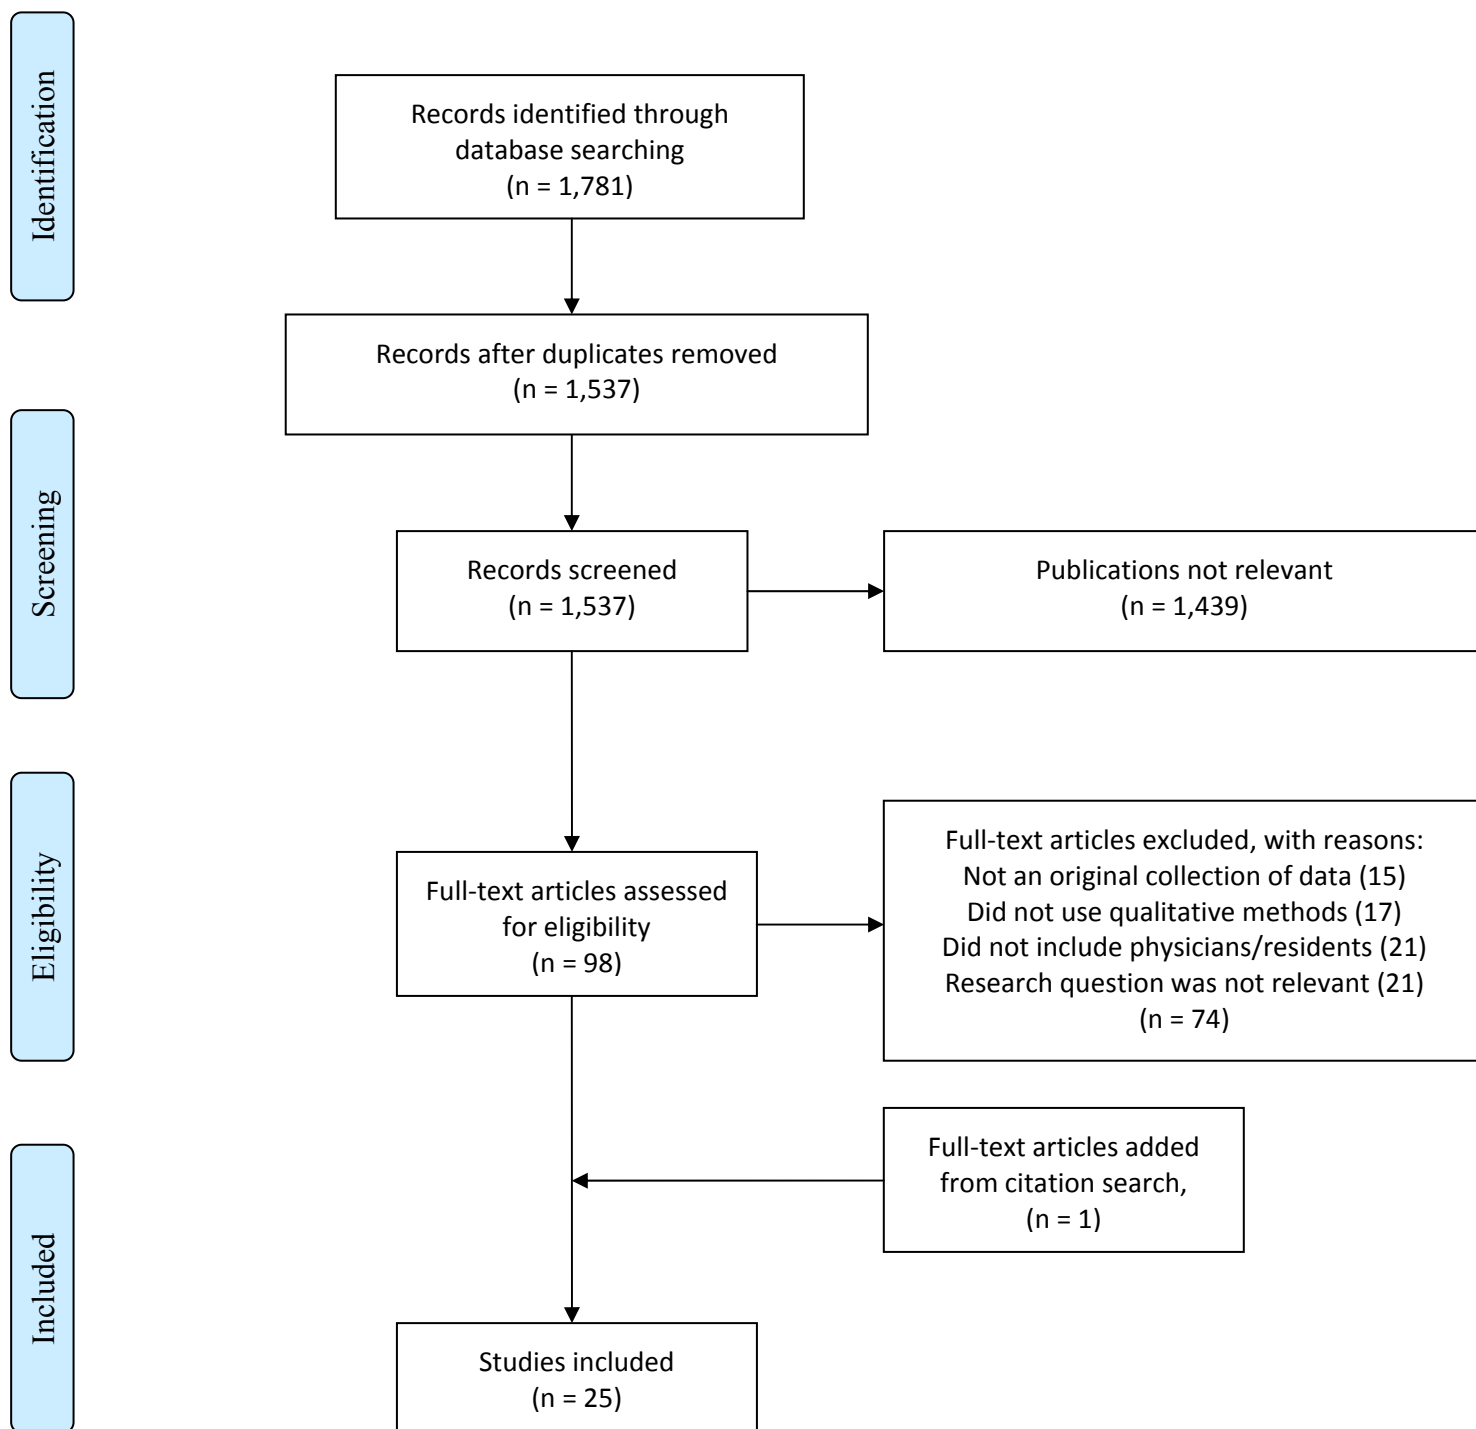 Identification
Records identified through
database searching
(n = 1,781)
Records after duplicates removed
(n = 1,537)
Screening
Records screened
(n = 1,537)
Publications not relevant
(n = 1,439)
Eligibility
Full-text articles assessed
for eligibility
(n = 98)
Full-text articles excluded, with reasons:
Not an original collection of data (15)
Did not use qualitative methods (17)
Did not include physicians/residents (21)
Research question was not relevant (21)
(n = 74)
Full-text articles added
from citation search,
(n = 1)
Included
Studies included
(n = 25)